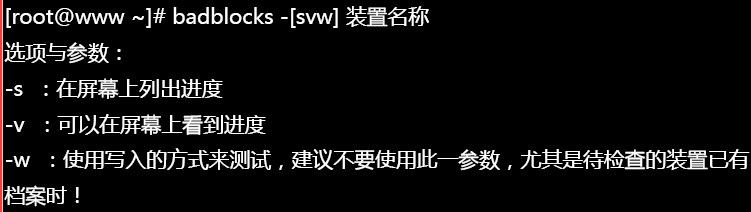 [root@www ~]# badblocks -[svw] 装置名称
选项与参数：
-s ：在屏幕上列出进度
-v ：可以在屏幕上看到进度
-w ：使用写入的方式来测试，建议不要使用此一参数，尤其是待检查的装置已有
档案时！